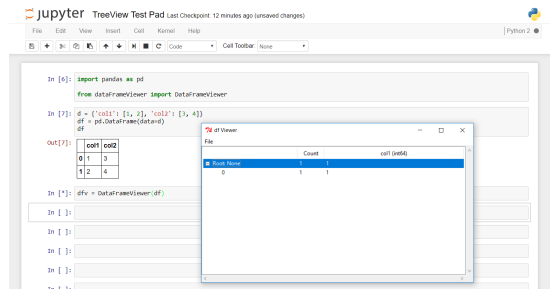 jupyter TreeView Test Pad Last Checkpoint: 12 minutes ago (unsaved changes)
File Edit View Insert Cell Kernel Help Python 2
Code Cell Toolbar: None
In [6]: import pandas as pd
from dataFrameViewer import DataFrameViewer
In [7]: d = {'col1': [1, 2], 'col2': [3, 4]}
df = pd.DataFrame(data=d)
df
Out[7]: col1 col2
0 1 3
1 2 4
In [*]: dfv = DataFrameViewer(df)
In [ ]:
In [ ]:
In [ ]:
In [ ]:
In [ ]:
df Viewer
File
Count col1 (int64)
Root: None 1 1
0 1 1